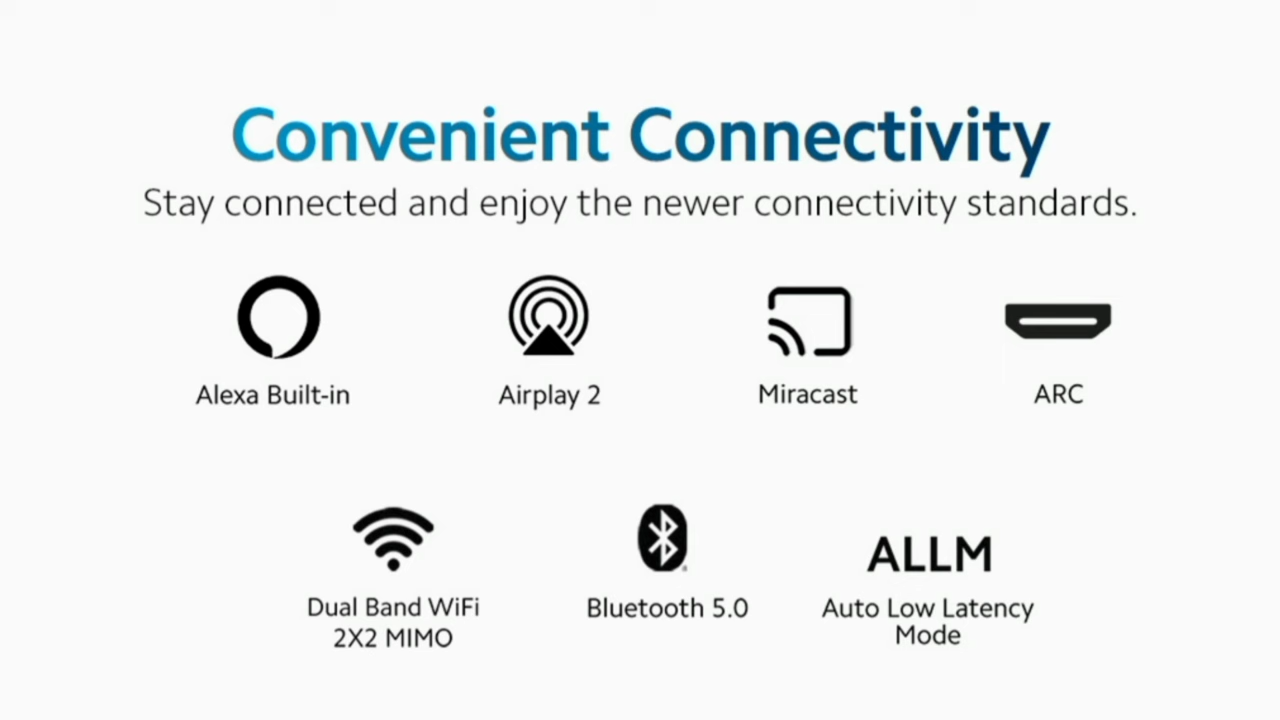 Convenient Connectivity
Stay connected and enjoy the newer connectivity standards.
Alexa Built-in
Airplay 2
Miracast
ARC
ALLM
Dual Band WiFi
2X2 MIMO
Bluetooth 5.0
Auto Low Latency
Mode